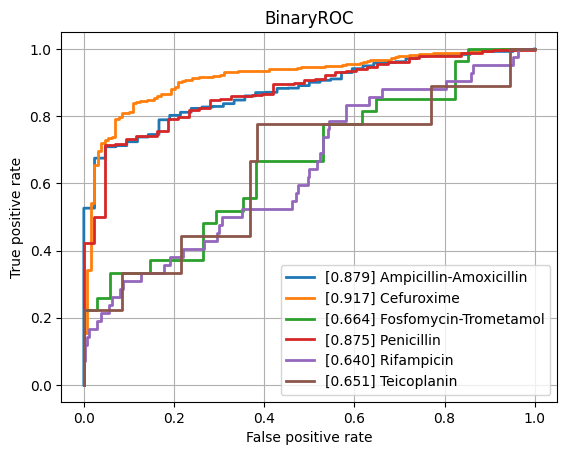 BinaryROC
True positive rate
1.0
0.8
0.6
0.4
0.2
0.0
[0.879] Ampicillin-Amoxicillin
[0.917] Cefuroxime
[0.664] Fosfomycin-Trometamol
[0.875] Penicillin
[0.640] Rifampicin
[0.651] Teicoplanin
0.0 0.2 0.4 0.6 0.8 1.0
False positive rate